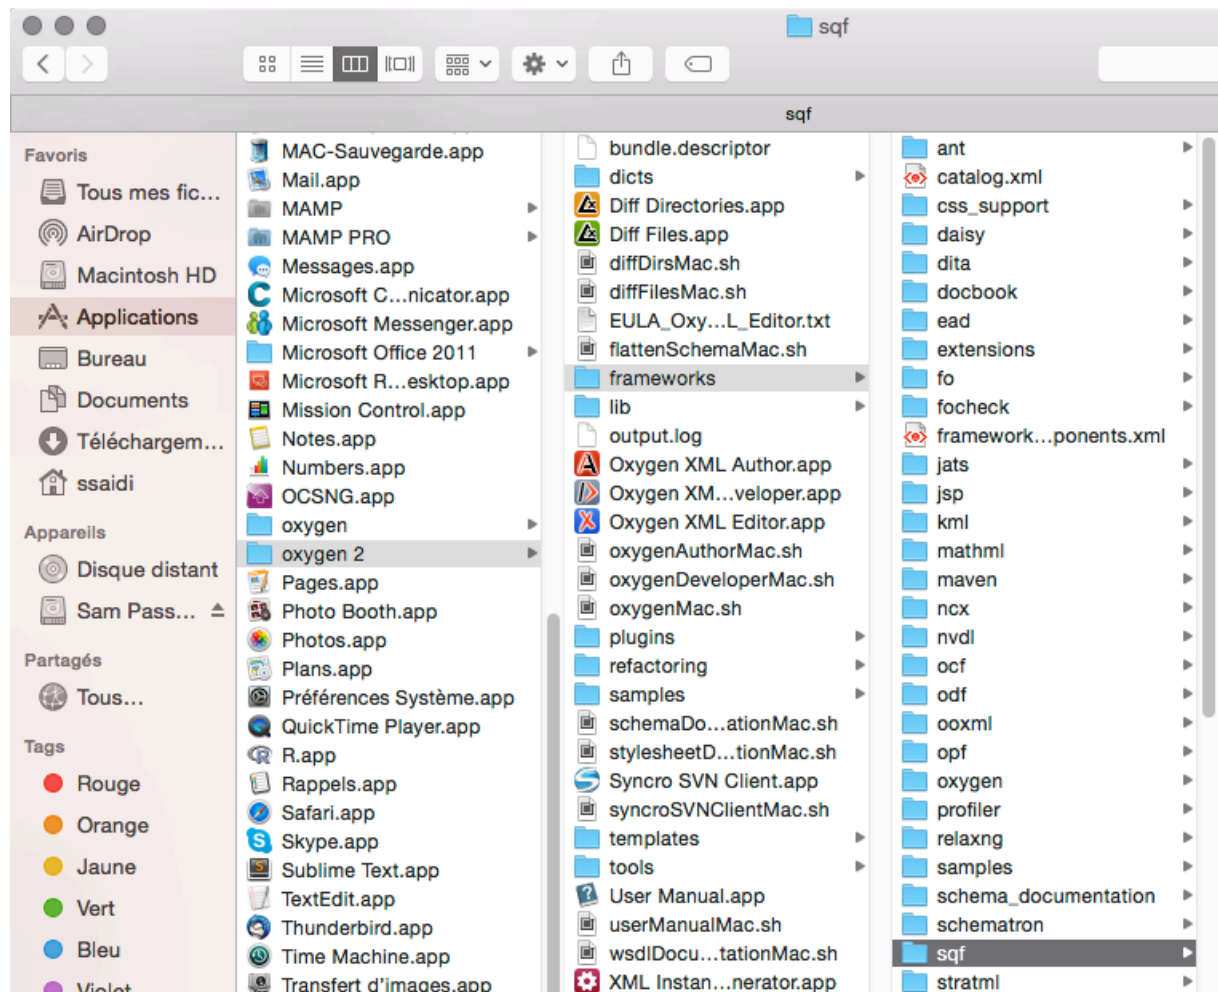 sqf
sqf
Favoris
Tous mes fic...
AirDrop
Macintosh HD
Applications
Bureau
Documents
Téléchargem...
ssaidi
Appareils
Disque distant
Sam Pass...
Partagés
Tous...
Tags
Rouge
Orange
Jaune
Vert
Bleu
Violet
MAC-Sauvegarde.app
Mail.app
MAMP
MAMP PRO
Messages.app
Microsoft C...nicator.app
Microsoft Messenger.app
Microsoft Office 2011
Microsoft R...esktop.app
Mission Control.app
Notes.app
Numbers.app
OCSNG.app
oxygen
oxygen 2
Pages.app
Photo Booth.app
Photos.app
Plans.app
Préférences Système.app
QuickTime Player.app
R.app
Rappels.app
Safari.app
Skype.app
Sublime Text.app
TextEdit.app
Thunderbird.app
Time Machine.app
Transfert d'images.app
bundle.descriptor
dicts
Diff Directories.app
Diff Files.app
diffDirsMac.sh
diffFilesMac.sh
EULA_Oxy...L_Editor.txt
flattenSchemaMac.sh
frameworks
lib
output.log
Oxygen XML Author.app
Oxygen XM...veloper.app
Oxygen XML Editor.app
oxygenAuthorMac.sh
oxygenDeveloperMac.sh
oxygenMac.sh
plugins
refactoring
samples
schemaDo...ationMac.sh
stylesheetD...tionMac.sh
Syncro SVN Client.app
syncroSVNClientMac.sh
templates
tools
User Manual.app
userManualMac.sh
wsdlDocu...tationMac.sh
XML Instan...nerator.app
ant
catalog.xml
css_support
daisy
dita
docbook
ead
extensions
fo
focheck
framework...ponents.xml
jats
jsp
kml
mathml
maven
ncx
nvdl
ocf
odf
ooxml
opf
oxygen
profiler
relaxng
samples
schema_documentation
schematron
sqf
stratml